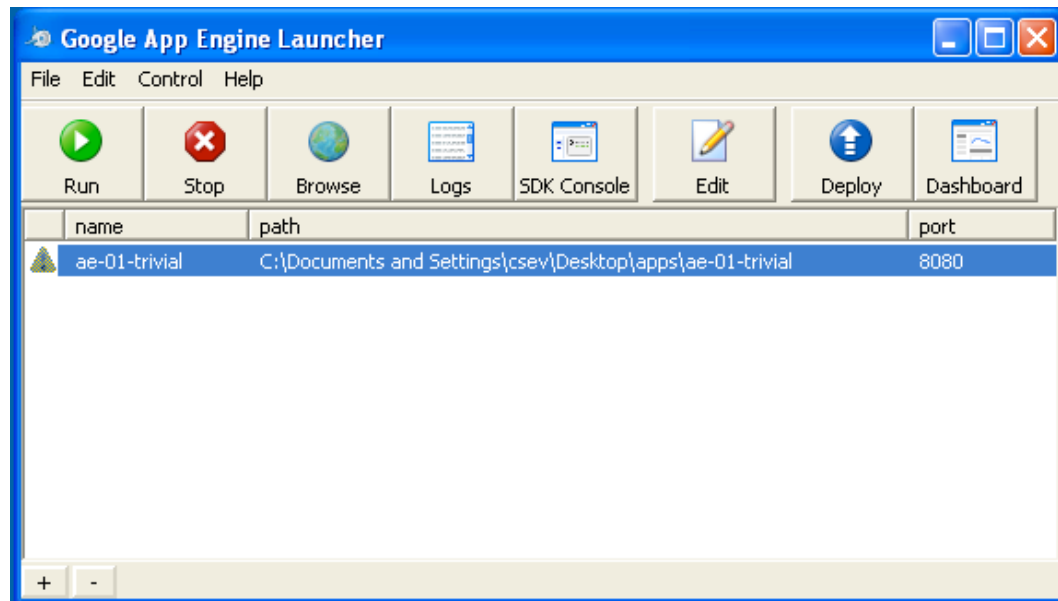 Google App Engine Launcher
File Edit Control Help
Run Stop Browse Logs SDK Console Edit Deploy Dashboard
name path port
ae-01-trivial C:\Documents and Settings\csev\Desktop\apps\ae-01-trivial 8080
+ -